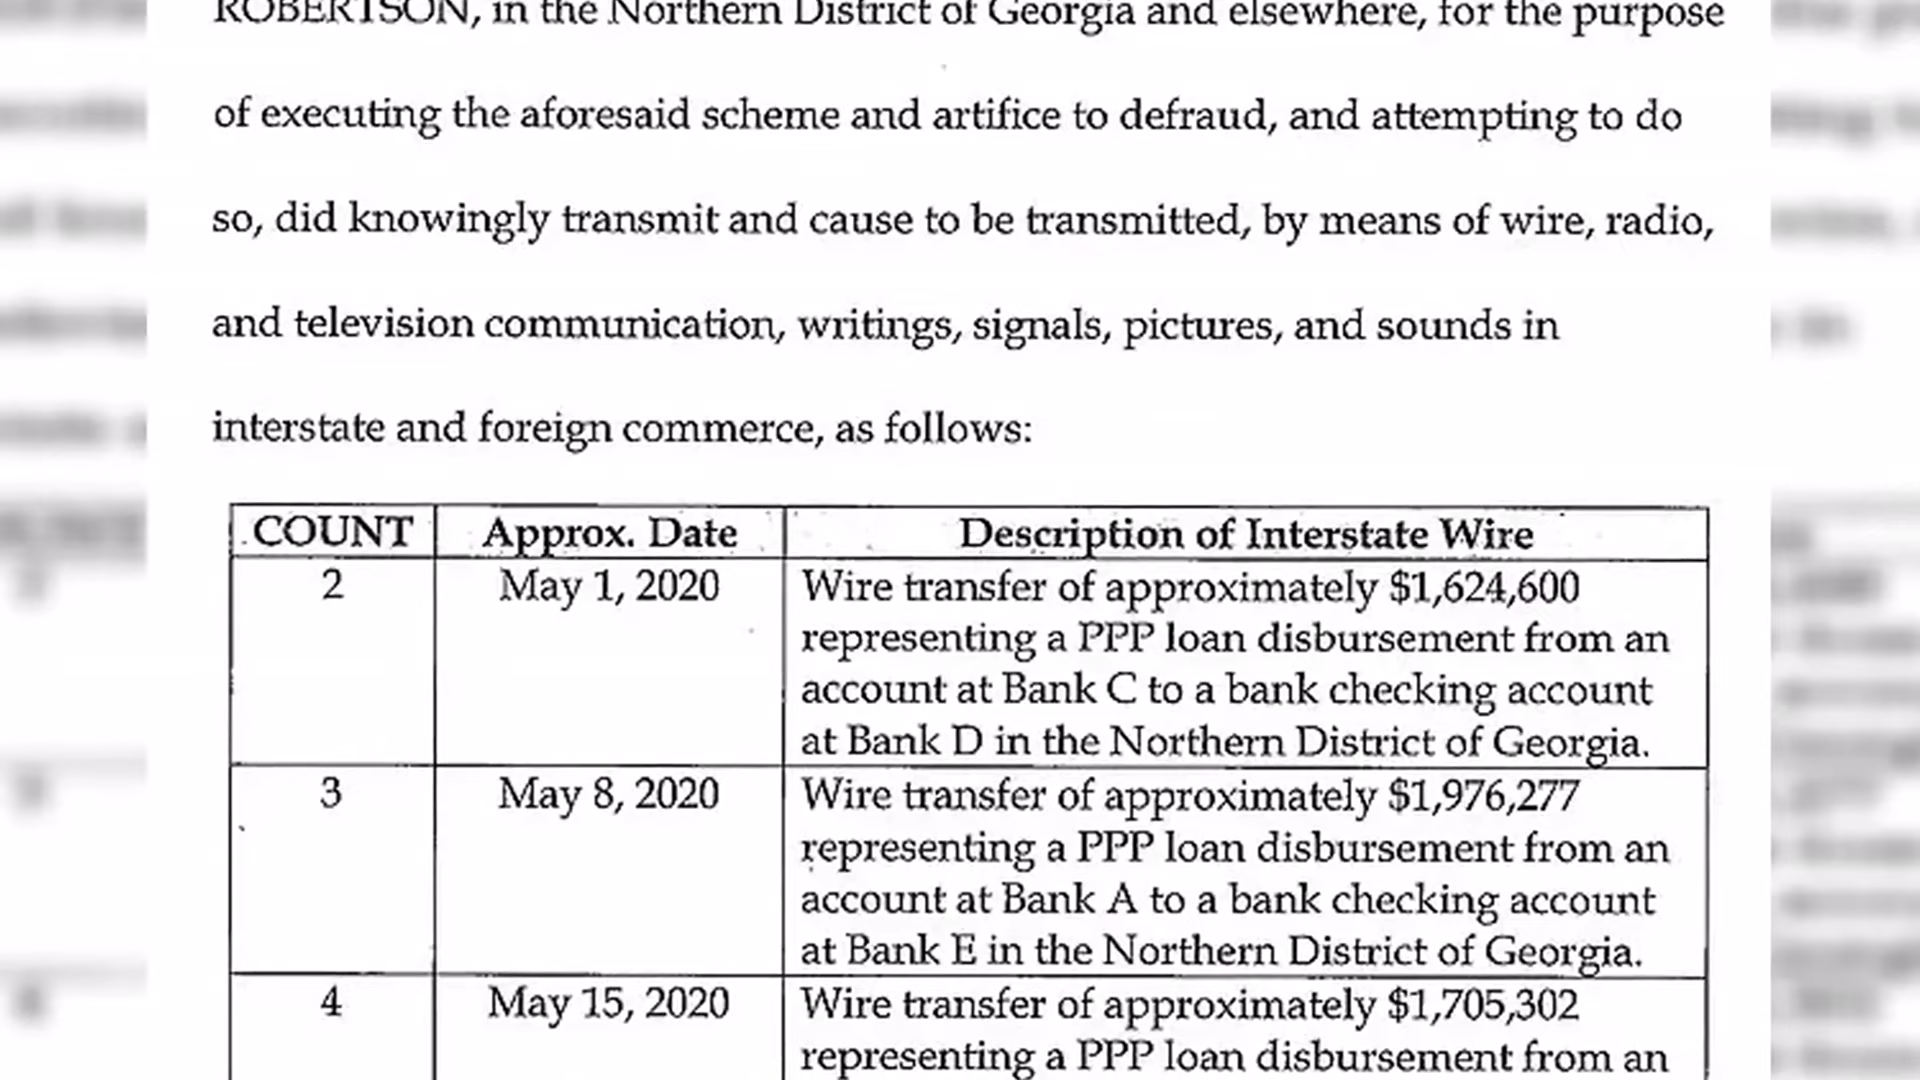 ROBERTSON, in the Northern District of Georgia and elsewhere, for the purpose
of executing the aforesaid scheme and artifice to defraud, and attempting to do
so, did knowingly transmit and cause to be transmitted, by means of wire, radio,
and television communication, writings, signals, pictures, and sounds in
interstate and foreign commerce, as follows:
COUNT Approx. Date Description of Interstate Wire
2 May 1, 2020 Wire transfer of approximately $1,624,600
representing a PPP loan disbursement from an
account at Bank C to a bank checking account
at Bank D in the Northern District of Georgia.
3 May 8, 2020 Wire transfer of approximately $1,976,277
representing a PPP loan disbursement from an
account at Bank A to a bank checking account
at Bank E in the Northern District of Georgia.
4 May 15, 2020 Wire transfer of approximately $1,705,302
representing a PPP loan disbursement from an